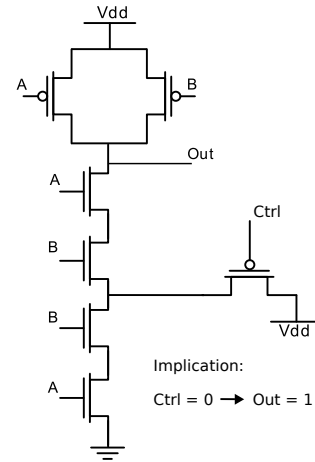 Vdd
A
B
Out
A
B
Ctrl
B
Vdd
A
Implication:
Ctrl = 0 → Out = 1